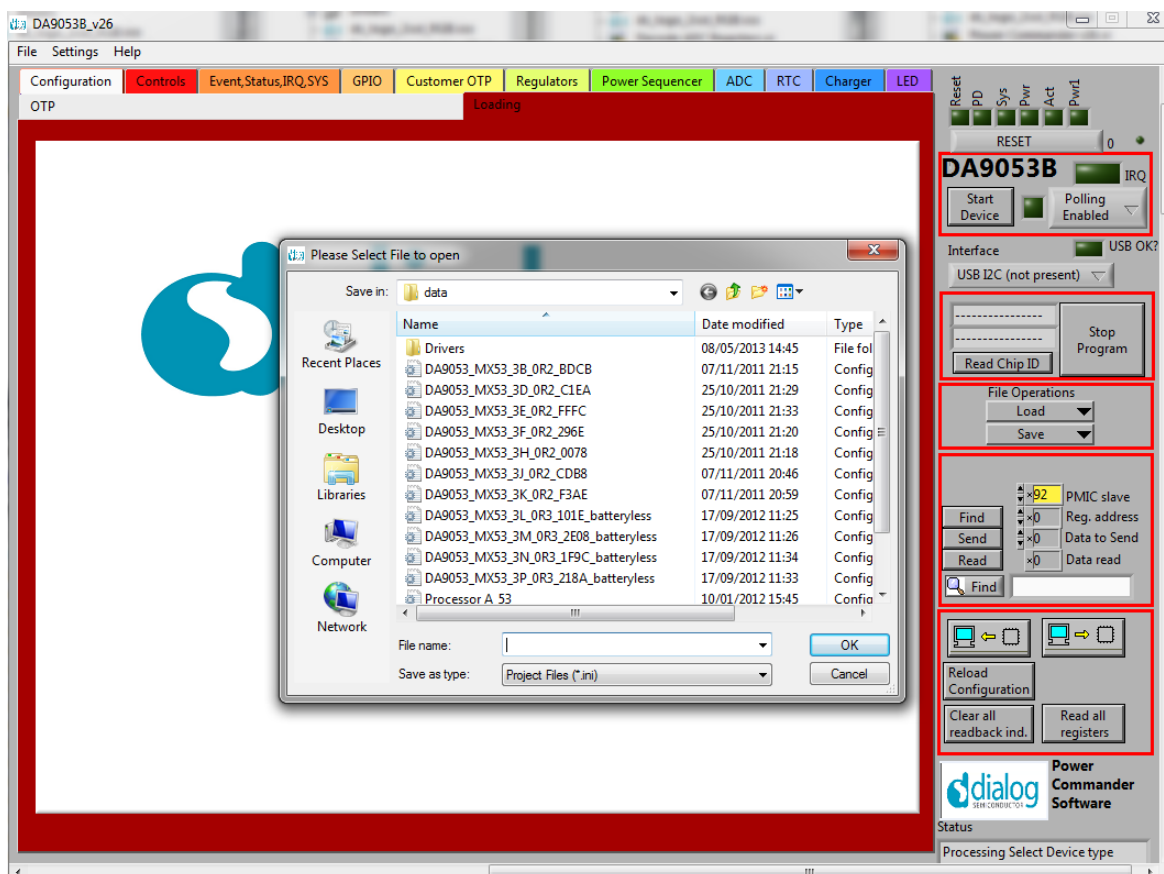 DA9053B_v26
File Settings Help
Configuration Controls Event,Status,IRQ,SYS GPIO Customer OTP Regulators Power Sequencer ADC RTC Charger LED
OTP Loading
Reset PD Sys Pwr Act Pwr1
RESET 0
DA9053B IRQ
Start Device
Polling Enabled
Interface USB OK?
USB I2C (not present)
----------------
----------------
Read Chip ID
Stop Program
File Operations
Load
Save
×92 PMIC slave
Find ×0 Reg. address
Send ×0 Data to Send
Read ×0 Data read
Find
Reload Configuration
Clear all readback ind.
Read all registers
dialog
SEMICONDUCTOR
Power Commander Software
Status
Processing Select Device type
Please Select File to open
Save in: data
Recent Places
Desktop
Libraries
Computer
Network
Name Date modified Type
Drivers 08/05/2013 14:45 File fol
DA9053_MX53_3B_0R2_BDCB 07/11/2011 21:15 Config
DA9053_MX53_3D_0R2_C1EA 25/10/2011 21:29 Config
DA9053_MX53_3E_0R2_FFFC 25/10/2011 21:33 Config
DA9053_MX53_3F_0R2_296E 25/10/2011 21:20 Config
DA9053_MX53_3H_0R2_0078 25/10/2011 21:18 Config
DA9053_MX53_3J_0R2_CDB8 07/11/2011 20:46 Config
DA9053_MX53_3K_0R2_F3AE 07/11/2011 20:59 Config
DA9053_MX53_3L_0R3_101E_batteryless 17/09/2012 11:25 Config
DA9053_MX53_3M_0R3_2E08_batteryless 17/09/2012 11:26 Config
DA9053_MX53_3N_0R3_1F9C_batteryless 17/09/2012 11:34 Config
DA9053_MX53_3P_0R3_218A_batteryless 17/09/2012 11:33 Config
Processor A 53 10/01/2012 15:45 Config
File name: OK
Save as type: Project Files (*.ini) Cancel